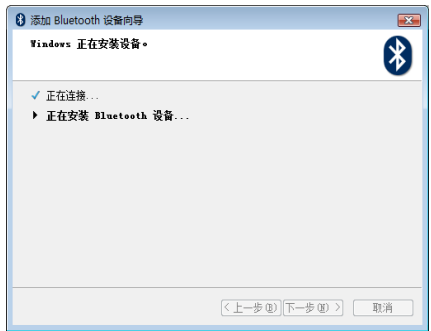 添加 Bluetooth 设备向导
Windows 正在安装设备。
正在连接...
正在安装 Bluetooth 设备...
< 上一步(B) 下一步(N) > 取消